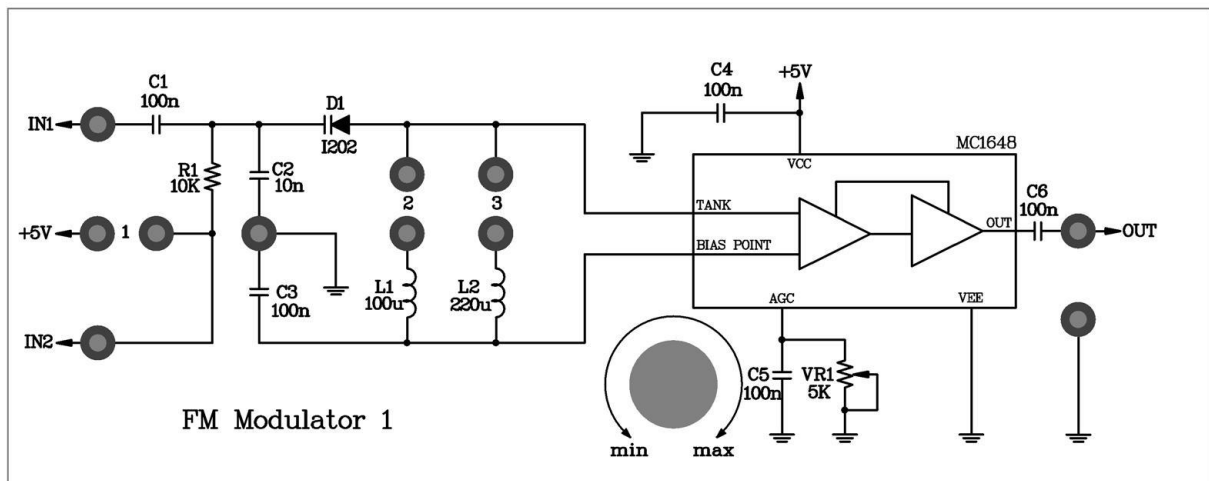 C1
100n
IN1
D1
I202
R1
10K
C2
10n
+5V
1
2
3
C3
100n
L1
100u
L2
220u
IN2
FM Modulator 1
C4
100n
+5V
MC1648
VCC
TANK
BIAS POINT
OUT
AGC
VEE
C6
100n
OUT
C5
100n
VR1
5K
min
max